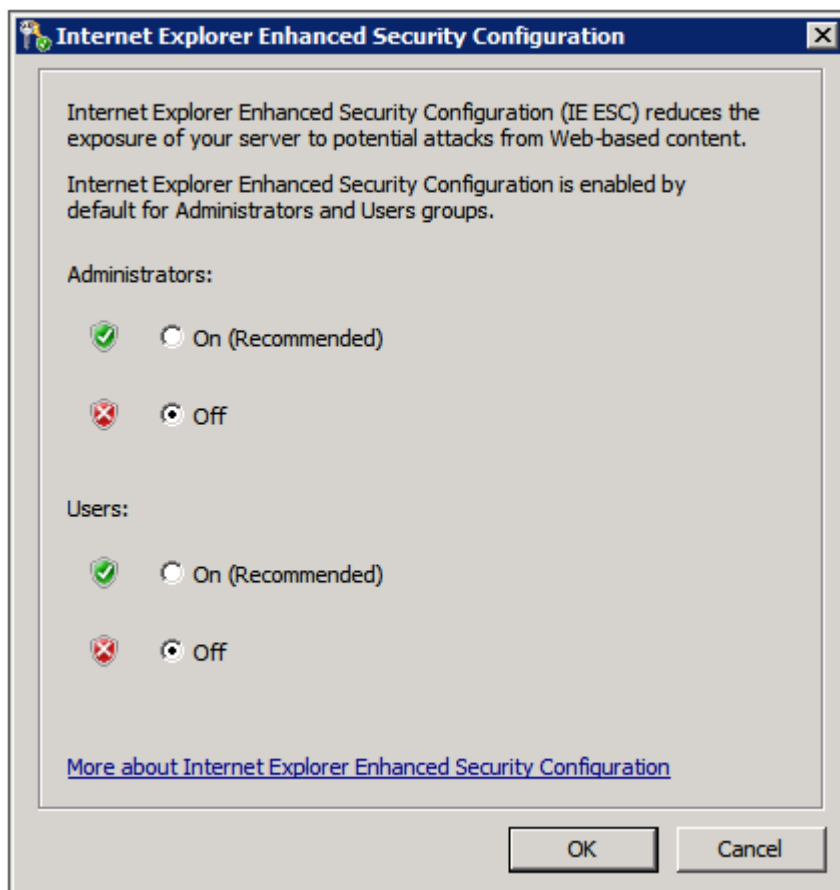 Internet Explorer Enhanced Security Configuration
Internet Explorer Enhanced Security Configuration (IE ESC) reduces the
exposure of your server to potential attacks from Web-based content.
Internet Explorer Enhanced Security Configuration is enabled by
default for Administrators and Users groups.
Administrators:
On (Recommended)
Off
Users:
On (Recommended)
Off
More about Internet Explorer Enhanced Security Configuration
OK
Cancel